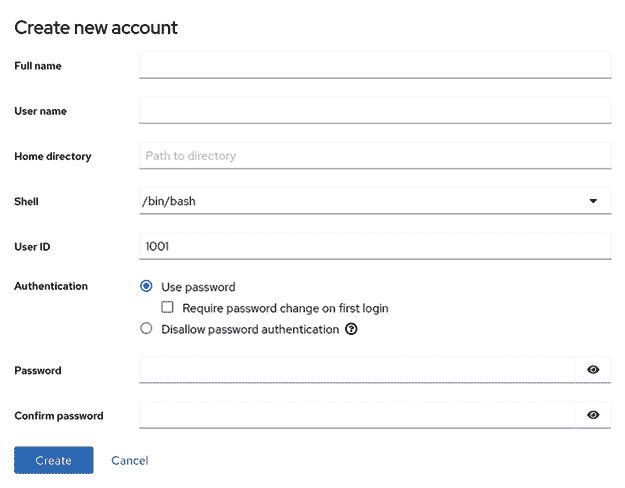 Create new account
Full name
User name
Home directory Path to directory
Shell /bin/bash
User ID 1001
Authentication Use password
Require password change on first login
Disallow password authentication ?
Password
Confirm password
Create Cancel